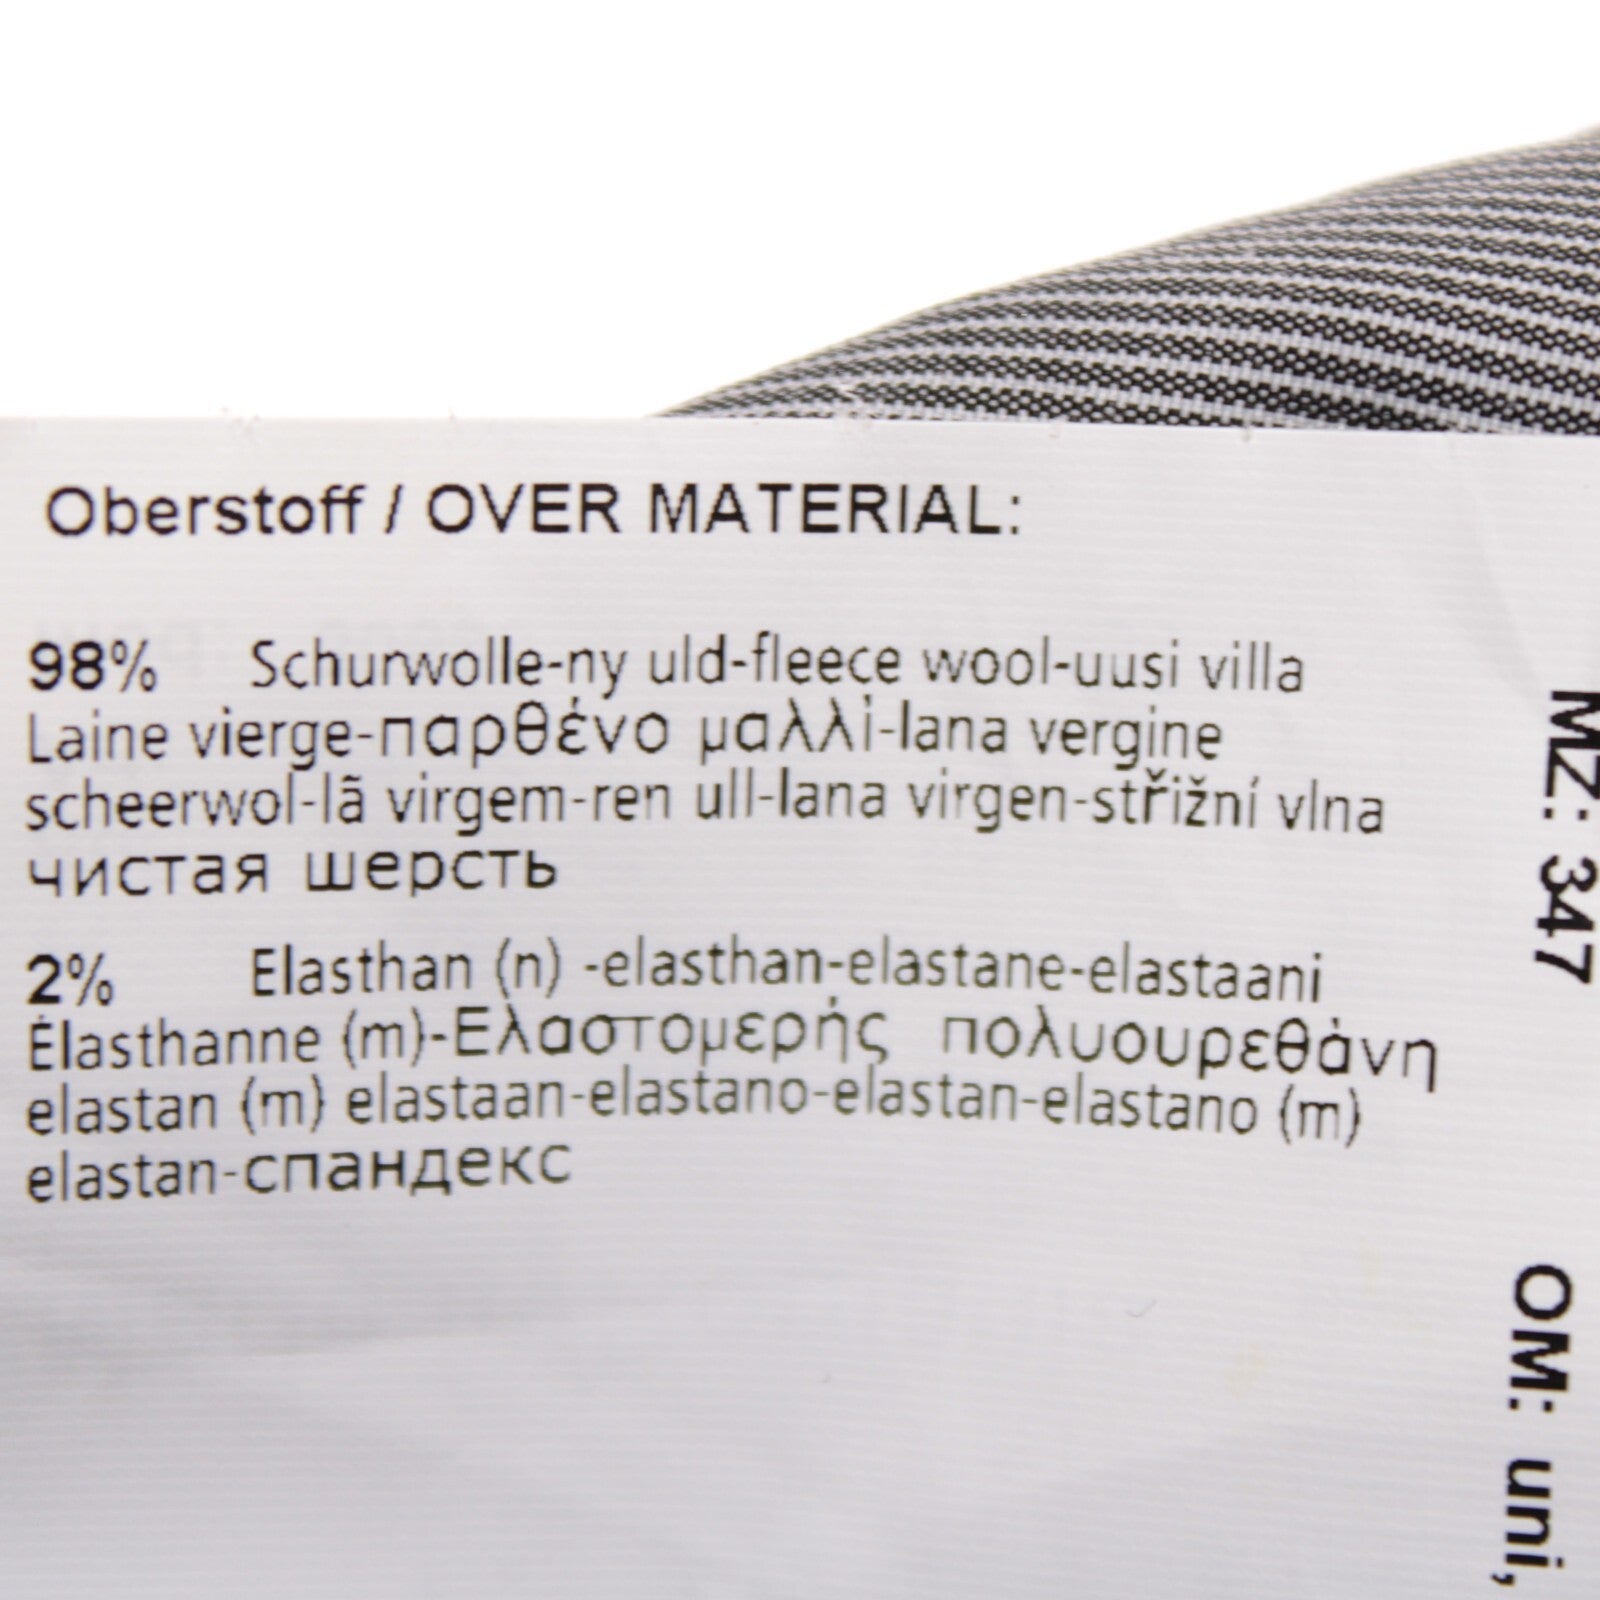 Oberstoff / OVER MATERIAL:
98% Schurwolle-ny uld-fleece wool-uusi villa
Laine vierge-παρθένο μαλλί-lana vergine
scheerwol-lã virgem-ren ull-lana virgen-střižní vlna
чистая шерсть
2% Elasthan (n) -elasthan-elastane-elastaani
Élasthanne (m)-Ελαστομερής πολυουρεθάνη
elastan (m) elastaan-elastano-elastan-elastano (m)
elastan-спандекс
MZ: 347
OM: uni,